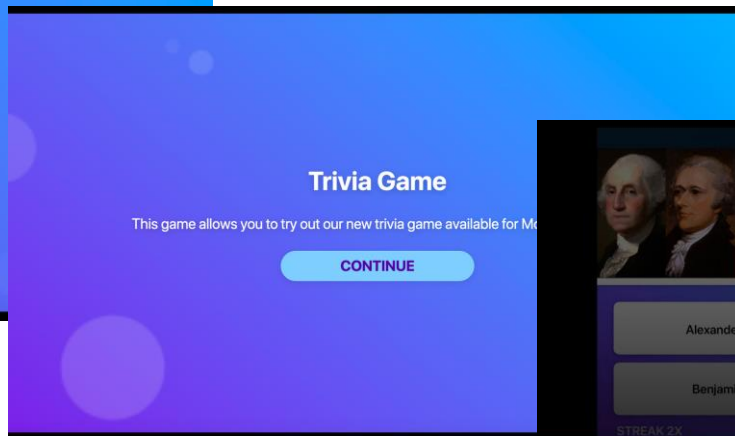 Trivia Game
This game allows you to try out our new trivia game available for
CONTINUE
STREAK 2X